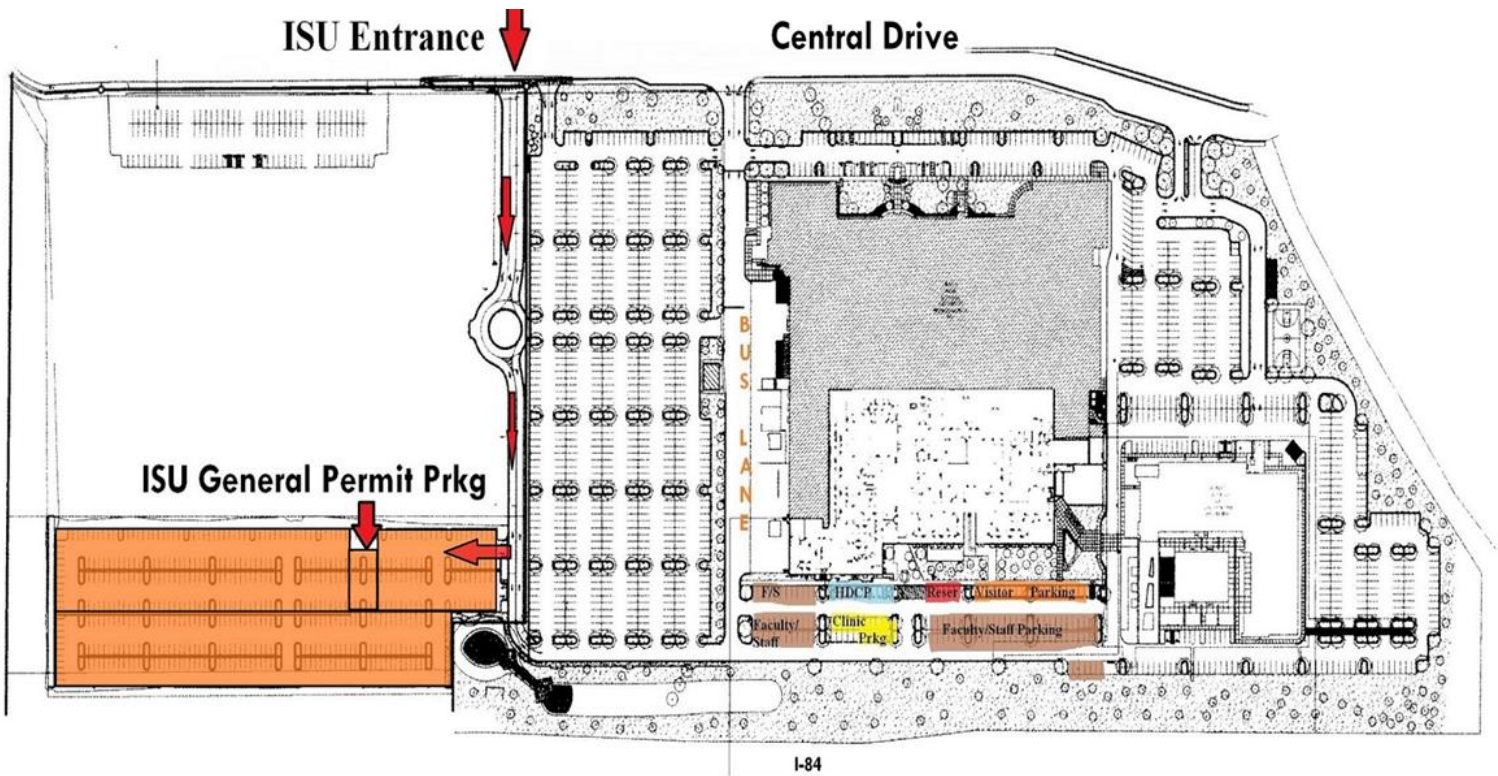 ISU Entrance
Central Drive
BUS LANE
ISU General Permit Prkg
F/S
HDCP
Reser
Visitor Parking
Faculty/
Staff
Clinic
Prkg
Faculty/Staff Parking
I-84